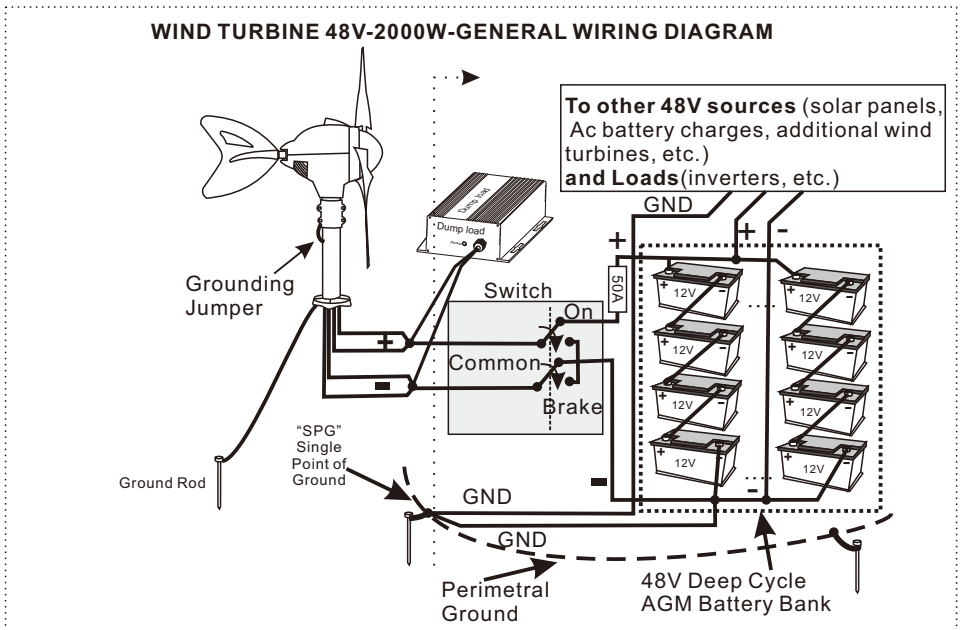 WIND TURBINE 48V-2000W-GENERAL WIRING DIAGRAM
To other 48V sources (solar panels,
Ac battery charges, additional wind
turbines, etc.)
and Loads(inverters, etc.)
GND
+ -
Dump load
Dump load
Grounding
Jumper
Switch
On
+
50A
+
Common
Brake
-
12V
+ -
12V
+ -
12V
+ -
12V
+ -
12V
+ -
12V
+ -
12V
+ -
12V
+ -
"SPG"
Single
Point of
Ground
Ground Rod
-
-
GND
GND
Perimetral
Ground
48V Deep Cycle
AGM Battery Bank